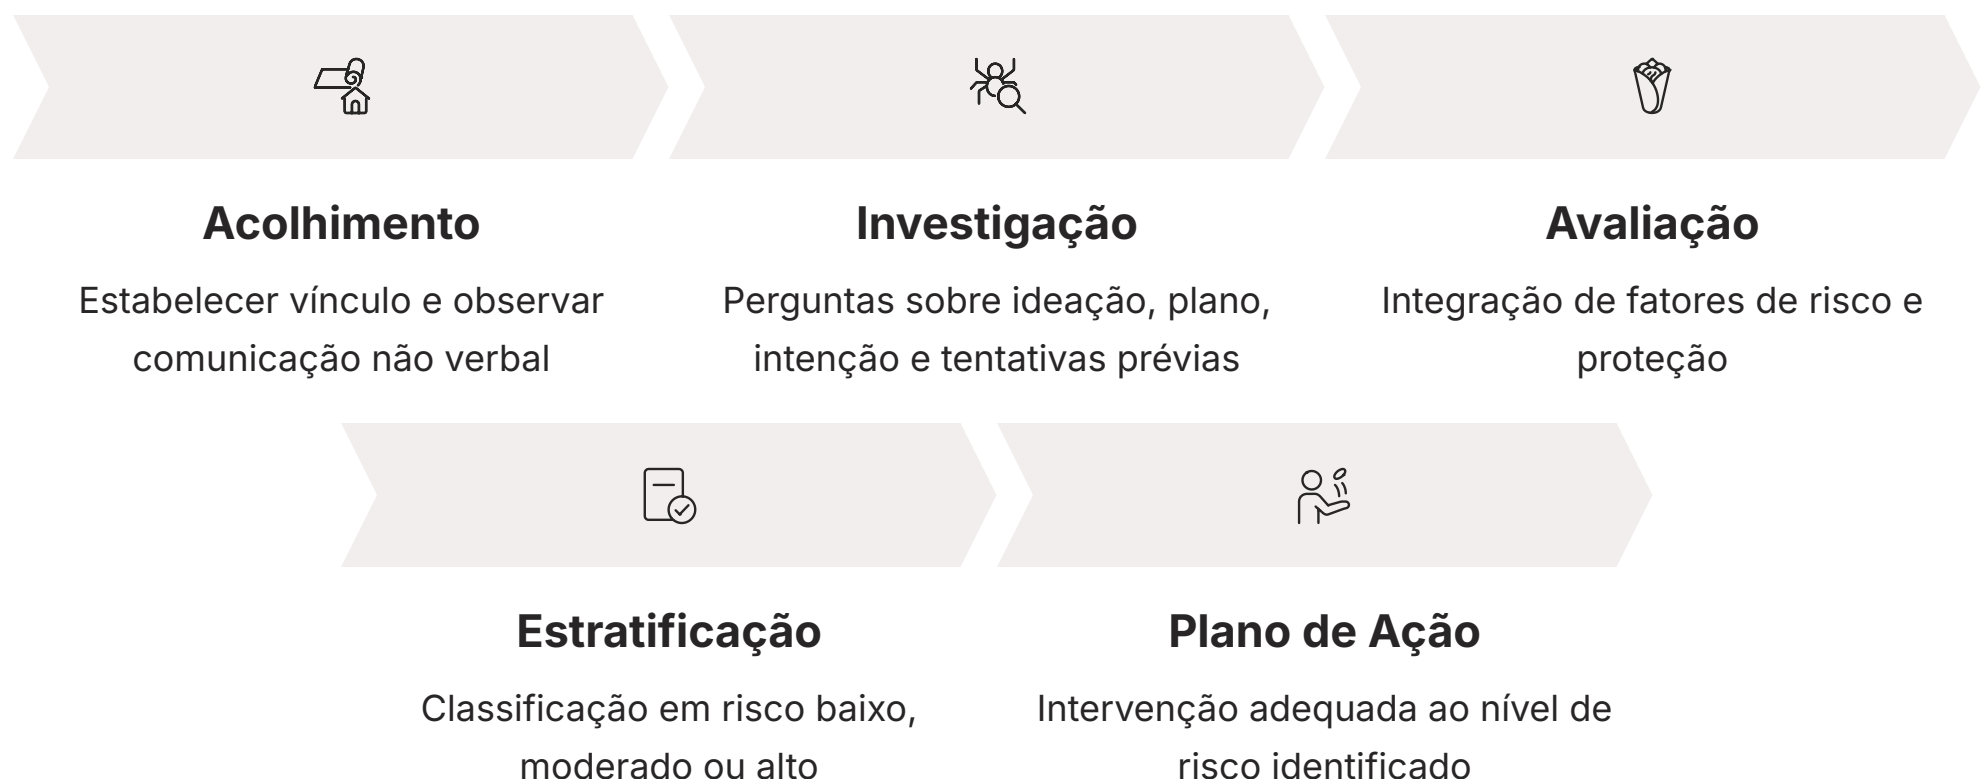 Acolhimento
Estabelecer vínculo e observar
comunicação não verbal
Investigação
Perguntas sobre ideação, plano,
intenção e tentativas prévias
Avaliação
Integração de fatores de risco e
proteção
Estratificação
Classificação em risco baixo,
moderado ou alto
Plano de Ação
Intervenção adequada ao nível de
risco identificado